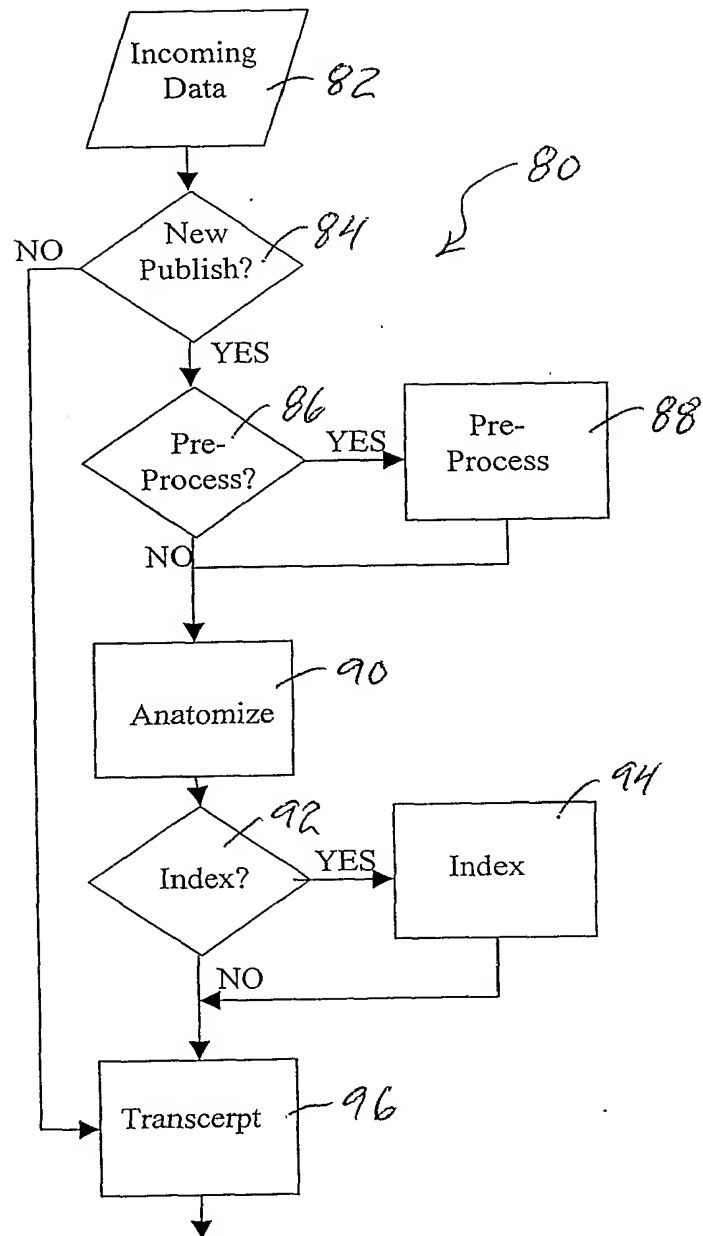 Incoming
Data
82
80
New
Publish?
84
NO
YES
86
Pre-
Process?
YES
Pre-
Process
88
NO
90
Anatomize
92
94
Index?
YES
Index
NO
Transcerpt
96